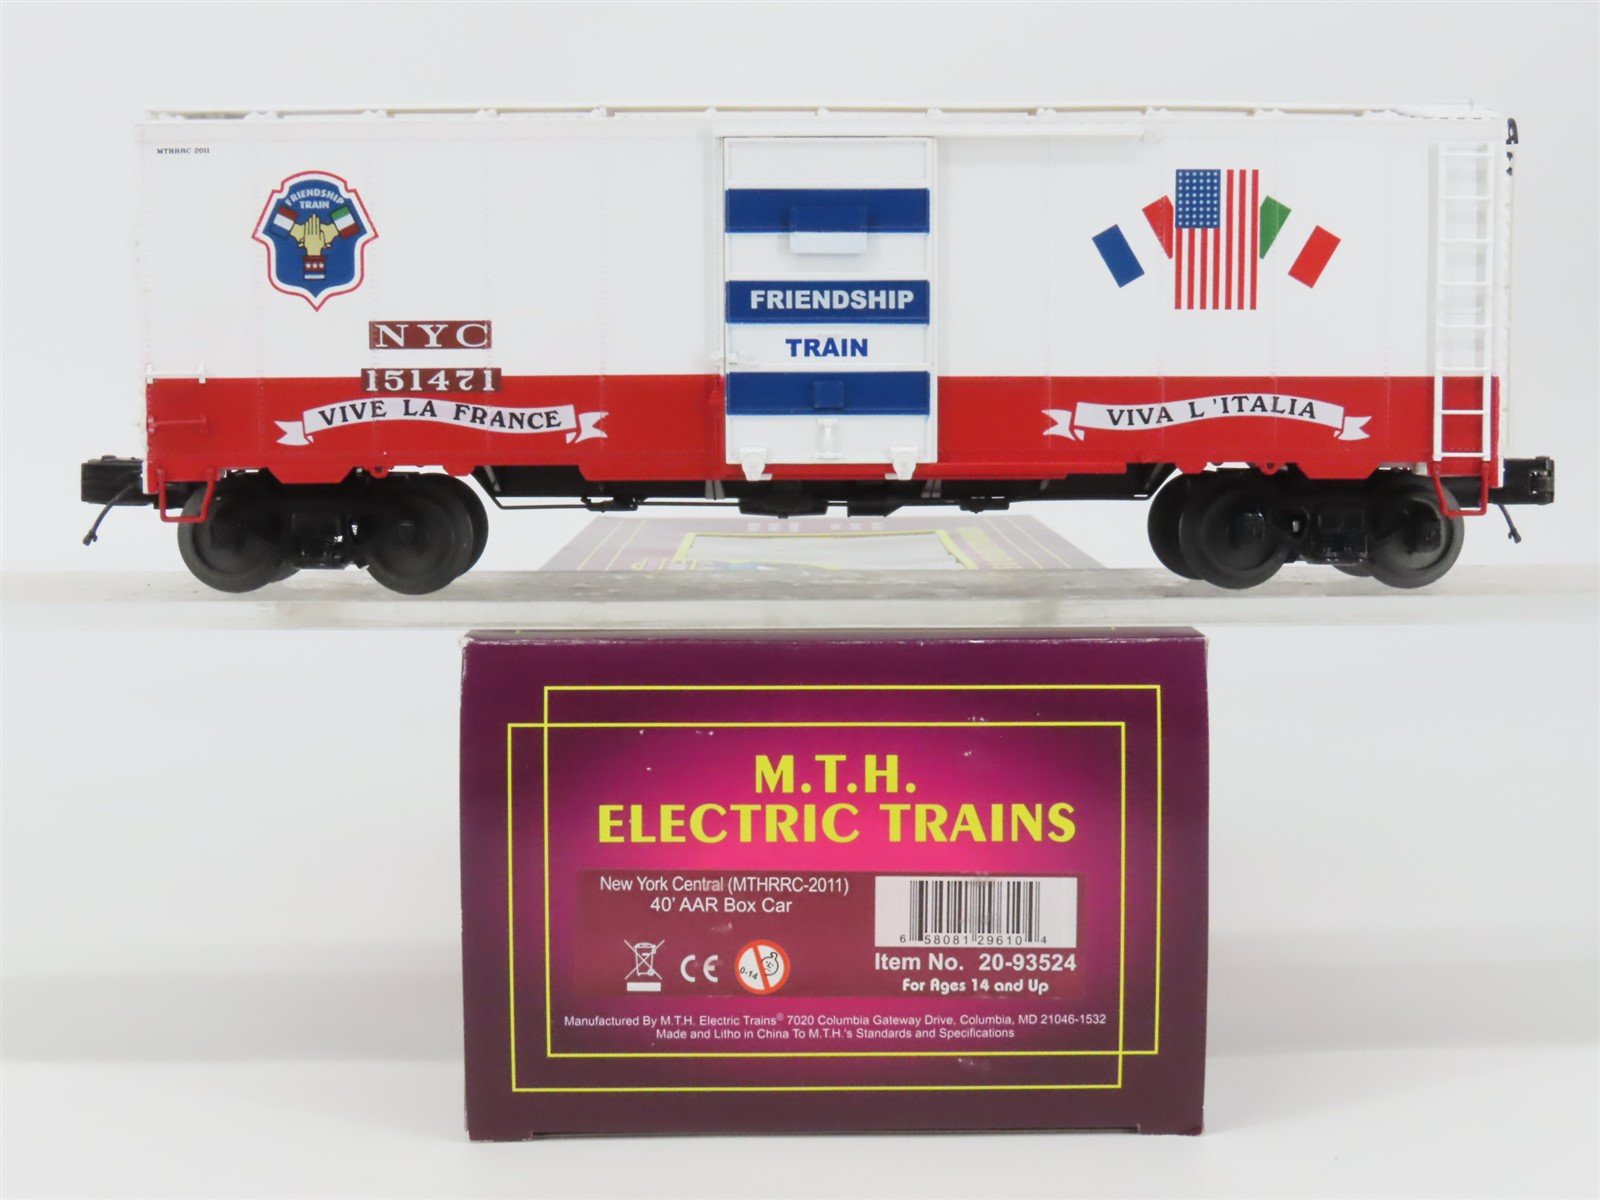 MTHRRC 2011
FRIENDSHIP
TRAIN
NYC
151471
VIVE LA FRANCE
FRIENDSHIP
TRAIN
VIVA L'ITALIA
M.T.H.
ELECTRIC TRAINS
New York Central (MTHRRC-2011)
40' AAR Box Car
0-14
6 58081 29610 4
Item No. 20-93524
For Ages 14 and Up
Manufactured By M.T.H. Electric Trains® 7020 Columbia Gateway Drive, Columbia, MD 21046-1532
Made and Litho in China To M.T.H.'s Standards and Specifications